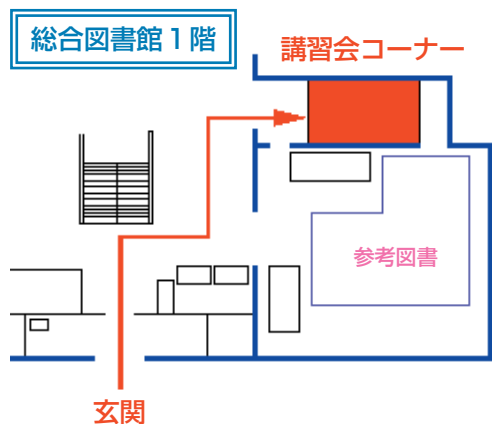 総合図書館１階
講習会コーナー
参考図書
玄関